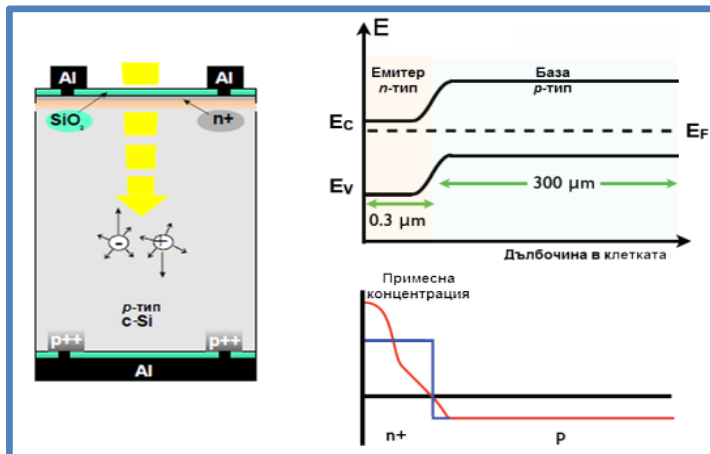 Al
Al
SiO2
n+
- +
p-тип
c-Si
p++
p++
Al
E
Емитер
n-тип
База
p-тип
EC
EF
EV
300 µm
0.3 µm
Дълбочина в клетката
Примесна
концентрация
n+
P